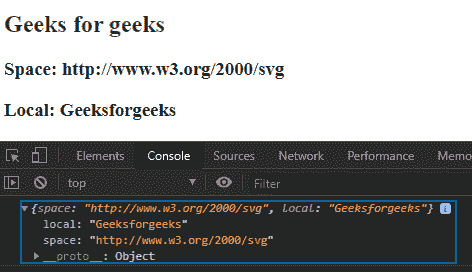 Geeks for geeks
Space: http://www.w3.org/2000/svg
Local: Geeksforgeeks
Elements Console Sources Network Performance Memo
top Filter
{space: "http://www.w3.org/2000/svg", local: "Geeksforgeeks"}
local: "Geeksforgeeks"
space: "http://www.w3.org/2000/svg"
__proto__: Object